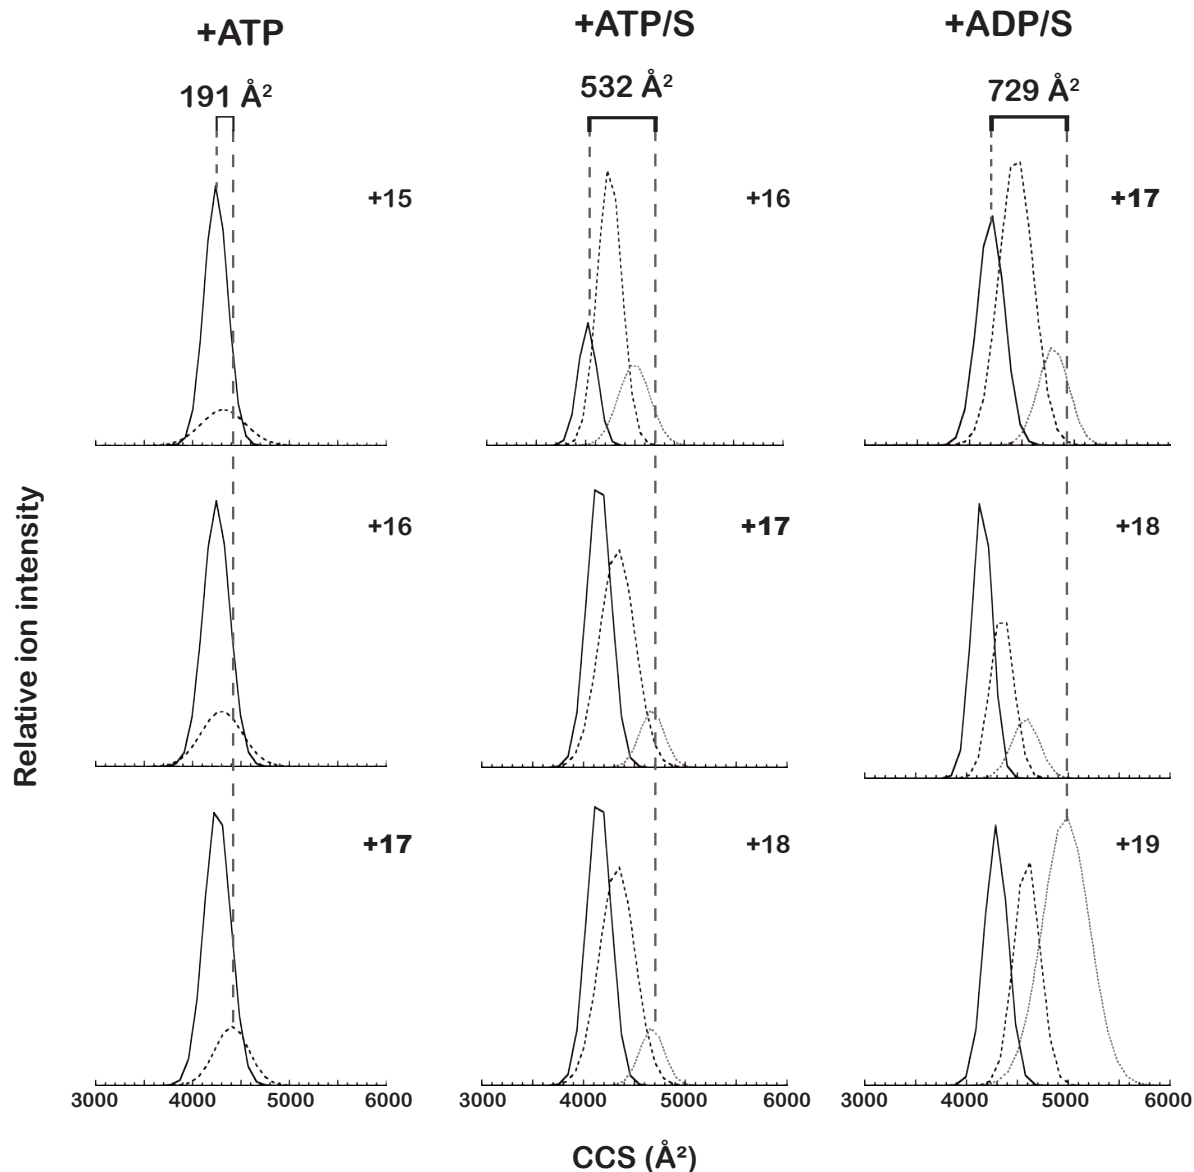 +ATP
+ATP/S
+ADP/S
191 Å²
532 Å²
729 Å²
+15
+16
+17
+16
+17
+18
+17
+18
+19
Relative ion intensity
3000 4000 5000 6000
3000 4000 5000 6000
3000 4000 5000 6000
CCS (Å²)